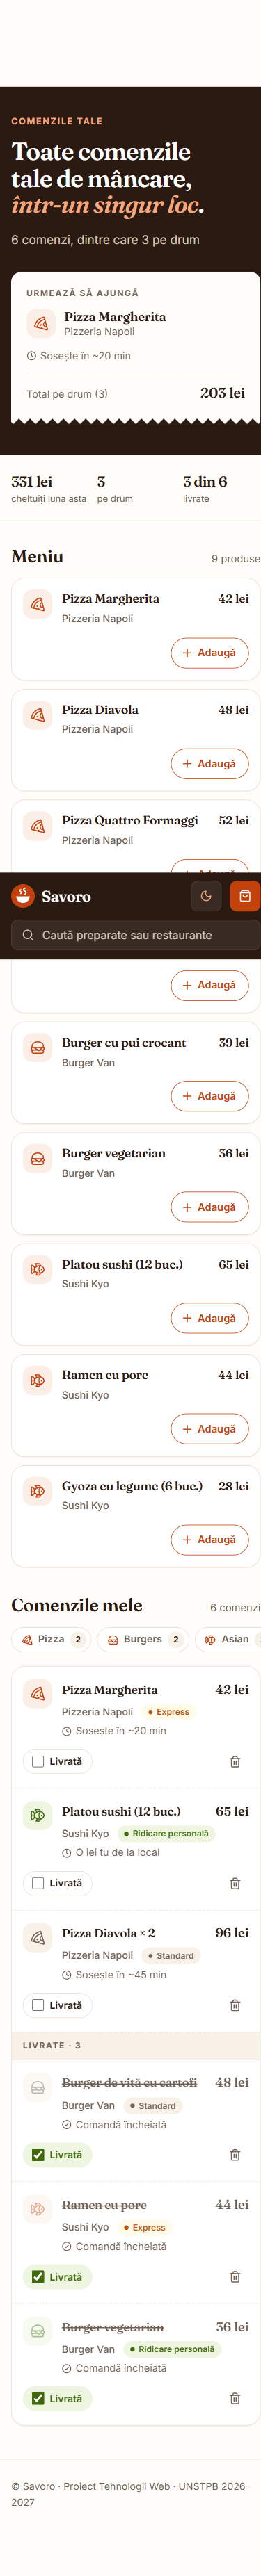 COMENZILE TALE
Toate comenzile
tale de mâncare,
într-un singur loc.
6 comenzi, dintre care 3 pe drum
URMEAZĂ SĂ AJUNGĂ
Pizza Margherita
Pizzeria Napoli
Sosește în ~20 min
Total pe drum (3) 203 lei
331 lei 3 3 din 6
cheltuiți luna asta pe drum livrate
Meniu 9 produse
Pizza Margherita 42 lei
Pizzeria Napoli
+ Adaugă
Pizza Diavola 48 lei
Pizzeria Napoli
+ Adaugă
Pizza Quattro Formaggi 52 lei
Pizzeria Napoli
Savoro
Caută preparate sau restaurante
+ Adaugă
Burger cu pui crocant 39 lei
Burger Van
+ Adaugă
Burger vegetarian 36 lei
Burger Van
+ Adaugă
Platou sushi (12 buc.) 65 lei
Sushi Kyo
+ Adaugă
Ramen cu porc 44 lei
Sushi Kyo
+ Adaugă
Gyoza cu legume (6 buc.) 28 lei
Sushi Kyo
+ Adaugă
Comenzile mele 6 comenzi
Pizza 2 Burgers 2 Asian
Pizza Margherita 42 lei
Pizzeria Napoli Express
Sosește în ~20 min
Livrată
Platou sushi (12 buc.) 65 lei
Sushi Kyo Ridicare personală
O iei tu de la local
Livrată
Pizza Diavola × 2 96 lei
Pizzeria Napoli Standard
Sosește în ~45 min
Livrată
LIVRATE · 3
Burger de vită cu cartofi 48 lei
Burger Van Standard
Comandă încheiată
Livrată
Ramen cu porc 44 lei
Sushi Kyo Express
Comandă încheiată
Livrată
Burger vegetarian 36 lei
Burger Van Ridicare personală
Comandă încheiată
Livrată
© Savoro · Proiect Tehnologii Web · UNSTPB 2026–
2027